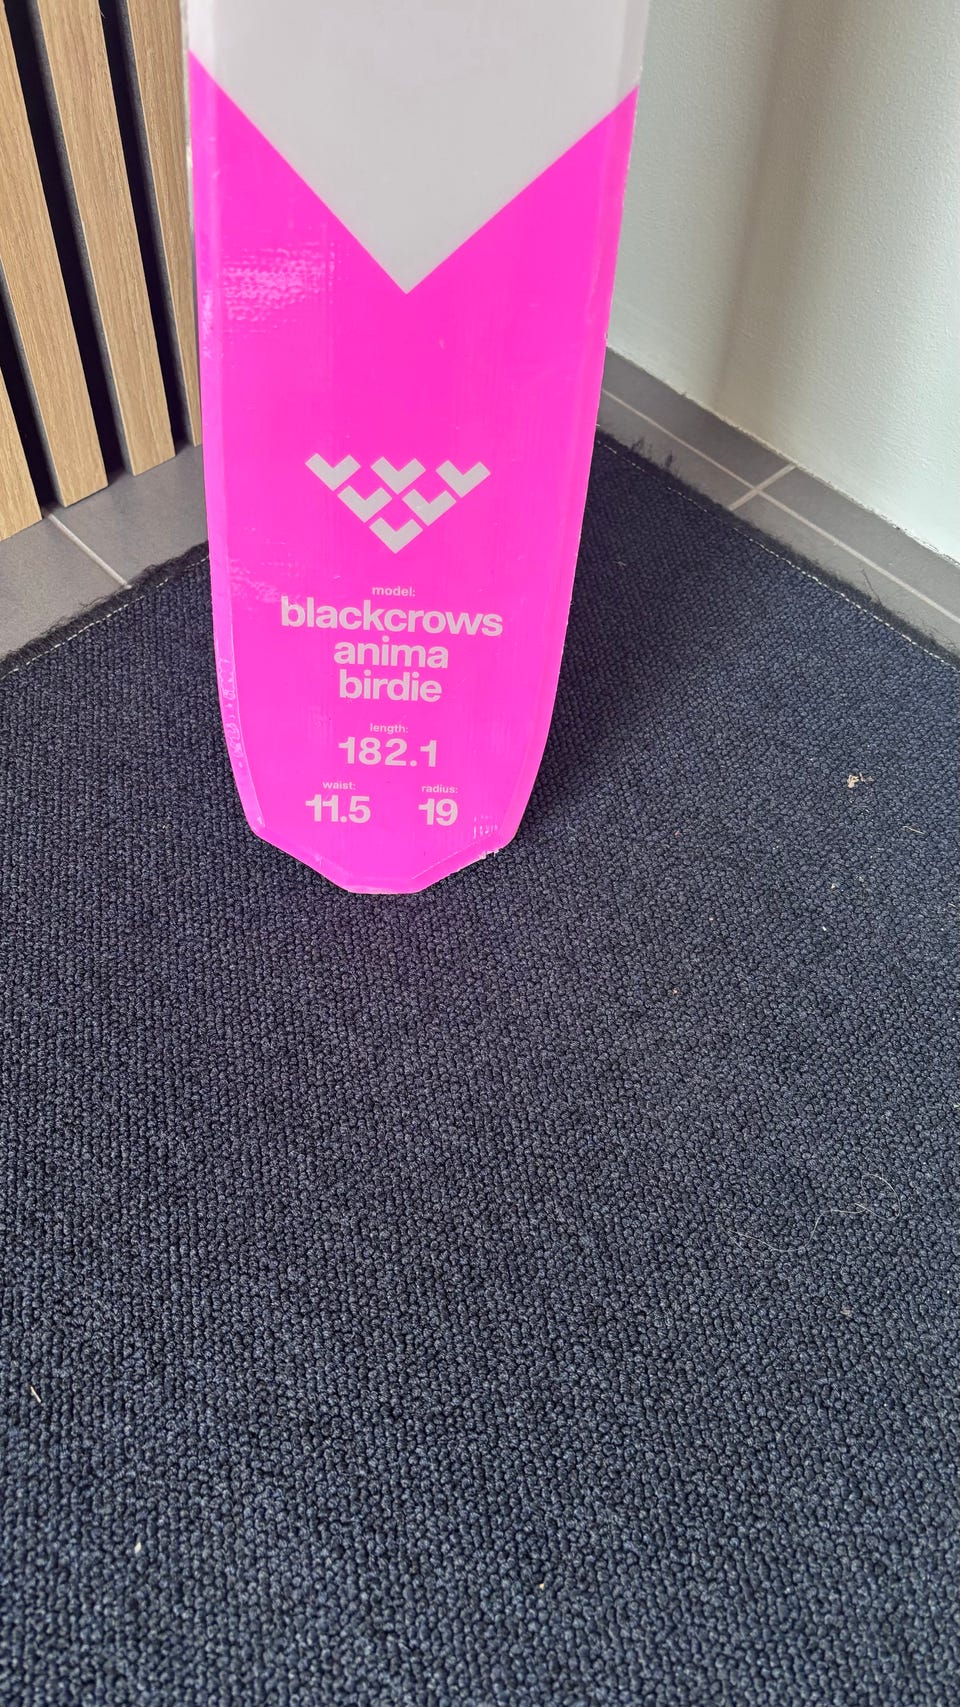 model:
blackcrows
anima
birdie
length:
182.1
waist: radius:
11.5 19